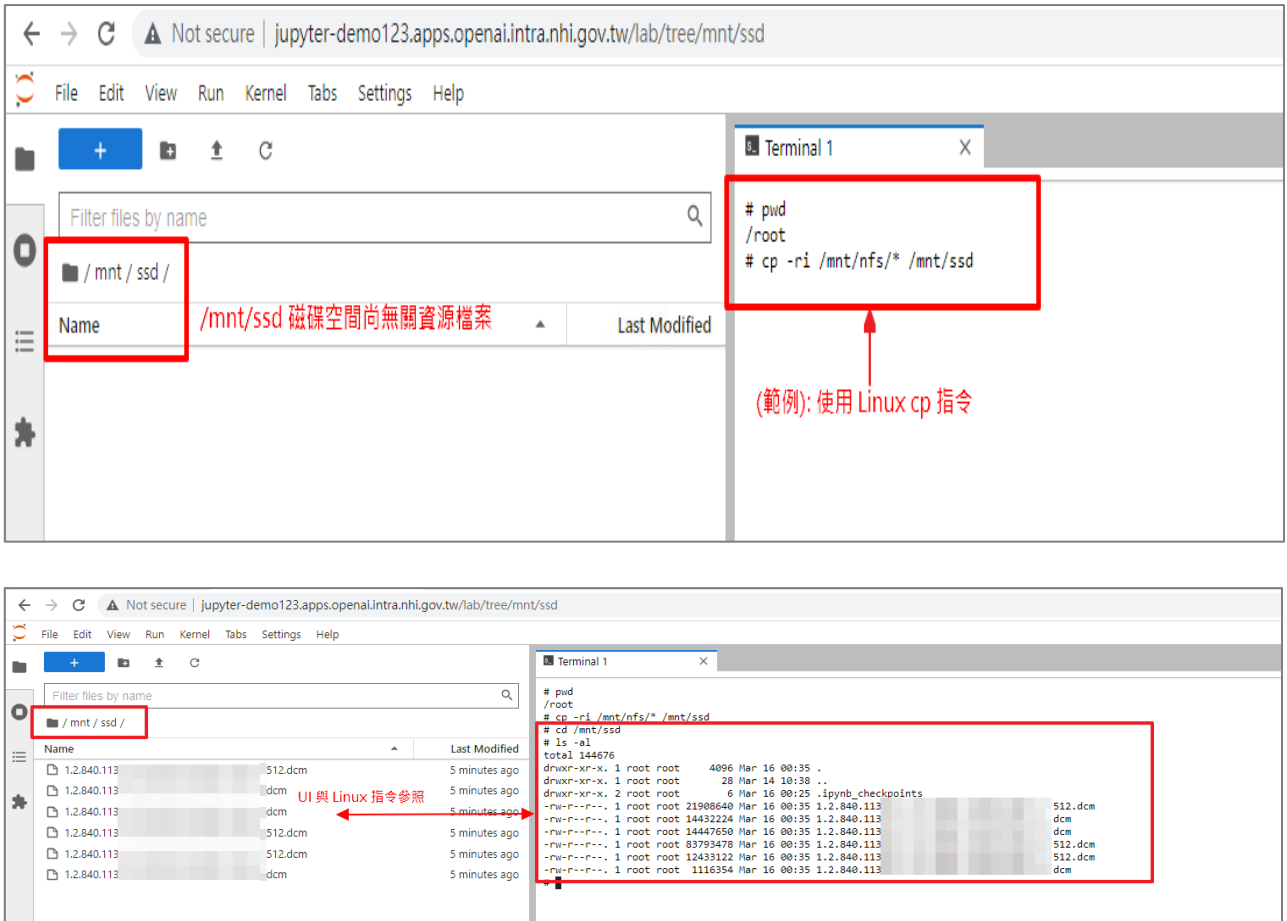 Not secure | jupyter-demo123.apps.openai.intra.nhi.gov.tw/lab/tree/mnt/ssd
File Edit View Run Kernel Tabs Settings Help
+
Filter files by name
/ mnt / ssd /
Name
/mnt/ssd 磁碟空間尚無關資源檔案
Last Modified
Terminal 1
# pwd
/root
# cp -ri /mnt/nfs/* /mnt/ssd
(範例): 使用 Linux cp 指令
Not secure | jupyter-demo123.apps.openai.intra.nhi.gov.tw/lab/tree/mnt/ssd
File Edit View Run Kernel Tabs Settings Help
+
Filter files by name
/ mnt / ssd /
Name Last Modified
1.2.840.113 512.dcm 5 minutes ago
1.2.840.113 dcm 5 minutes ago
1.2.840.113 dcm 5 minutes ago
1.2.840.113 512.dcm 5 minutes ago
1.2.840.113 512.dcm 5 minutes ago
1.2.840.113 dcm 5 minutes ago
UI 與 Linux 指令參照
Terminal 1
# pwd
/root
# cp -ri /mnt/nfs/* /mnt/ssd
# cd /mnt/ssd
# ls -al
total 144676
drwxr-xr-x. 1 root root 4096 Mar 16 00:35 .
drwxr-xr-x. 1 root root 28 Mar 14 10:38 ..
drwxr-xr-x. 2 root root 6 Mar 16 00:25 .ipynb_checkpoints
-rw-r--r--. 1 root root 21908640 Mar 16 00:35 1.2.840.113 512.dcm
-rw-r--r--. 1 root root 14432224 Mar 16 00:35 1.2.840.113 dcm
-rw-r--r--. 1 root root 14447650 Mar 16 00:35 1.2.840.113 dcm
-rw-r--r--. 1 root root 83793478 Mar 16 00:35 1.2.840.113 512.dcm
-rw-r--r--. 1 root root 12433122 Mar 16 00:35 1.2.840.113 512.dcm
-rw-r--r--. 1 root root 1116354 Mar 16 00:35 1.2.840.113 dcm
#